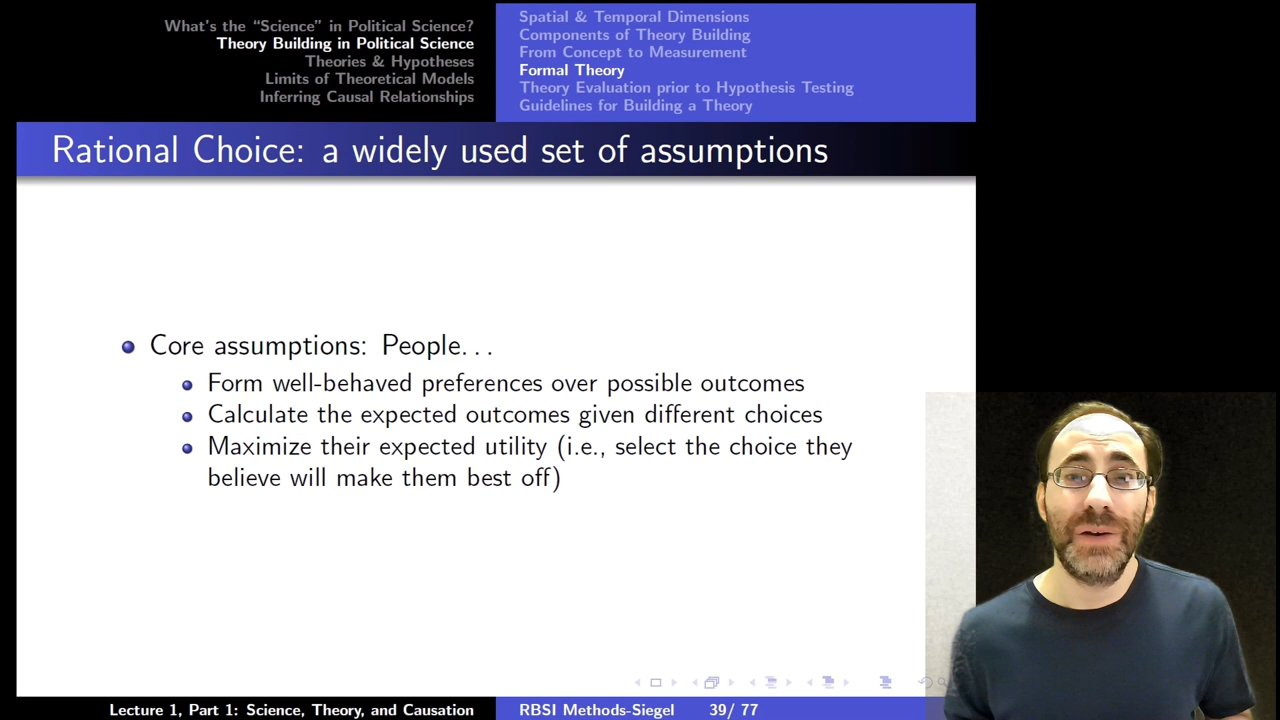 What's the “Science” in Political Science?
Theory Building in Political Science
Theories & Hypotheses
Limits of Theoretical Models
Inferring Causal Relationships
Spatial & Temporal Dimensions
Components of Theory Building
From Concept to Measurement
Formal Theory
Theory Evaluation prior to Hypothesis Testing
Guidelines for Building a Theory
Rational Choice: a widely used set of assumptions
Core assumptions: People...
Form well-behaved preferences over possible outcomes
Calculate the expected outcomes given different choices
Maximize their expected utility (i.e., select the choice they
believe will make them best off)
Lecture 1, Part 1: Science, Theory, and Causation
RBSI Methods-Siegel
39/ 77